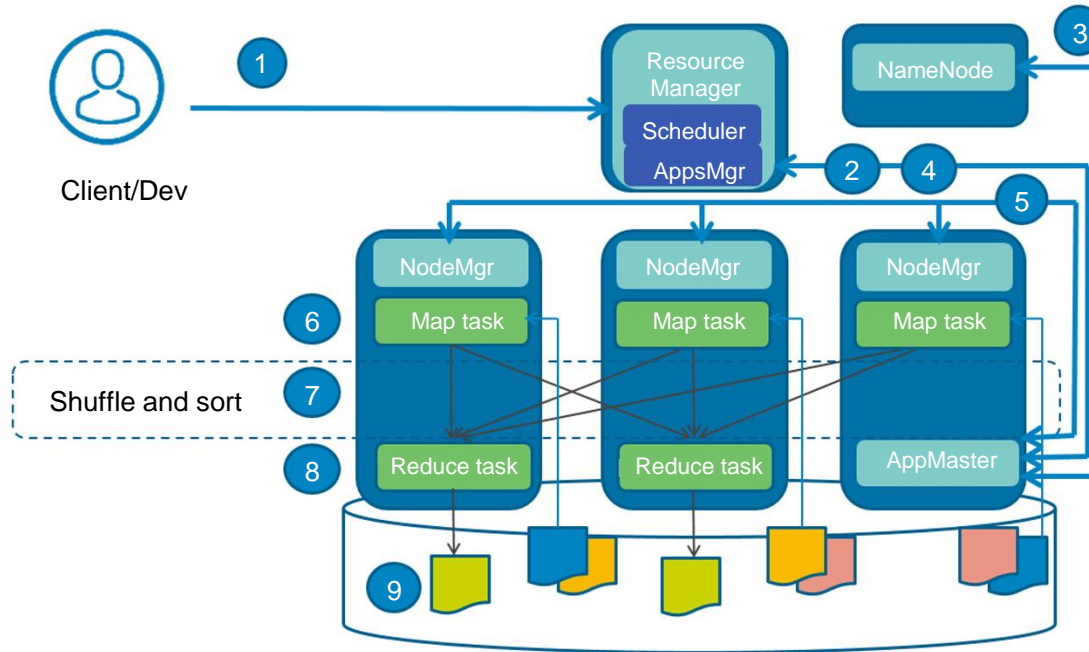 1
3
Resource
Manager
NameNode
Scheduler
AppsMgr
2
4
Client/Dev
5
NodeMgr
NodeMgr
NodeMgr
6
Map task
Map task
Map task
7
Shuffle and sort
8
Reduce task
Reduce task
AppMaster
9